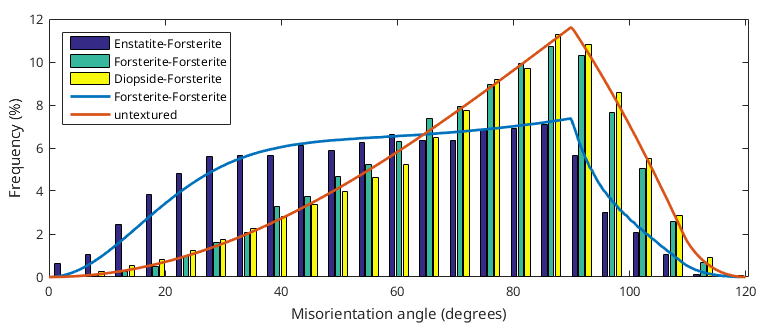 12
10
8
6
4
2
0
Frequency (%)
Enstatite-Forsterite
Forsterite-Forsterite
Diopside-Forsterite
Forsterite-Forsterite
untextured
0 20 40 60 80 100 120
Misorientation angle (degrees)